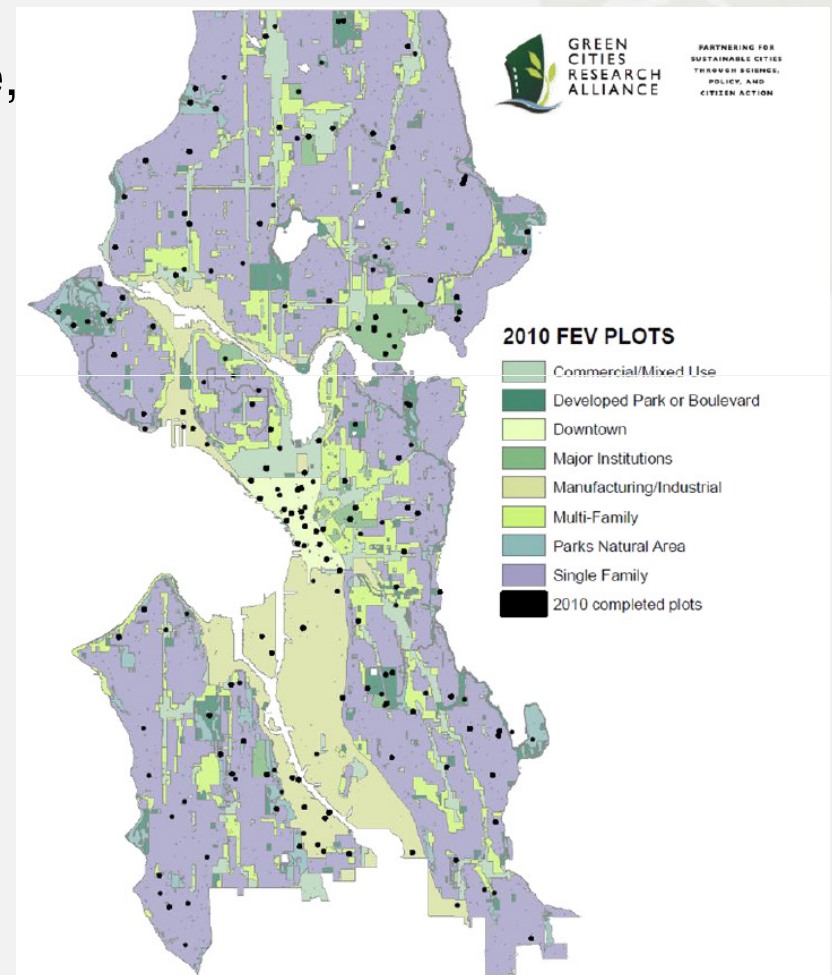 e,
GREEN
CITIES
RESEARCH
ALLIANCE
PARTNERING FOR
SUSTAINABLE CITIES
THROUGH SCIENCE,
POLICY, AND
CITIZEN ACTION
2010 FEV PLOTS
Commercial/Mixed Use
Developed Park or Boulevard
Downtown
Major Institutions
Manufacturing/Industrial
Multi-Family
Parks Natural Area
Single Family
2010 completed plots